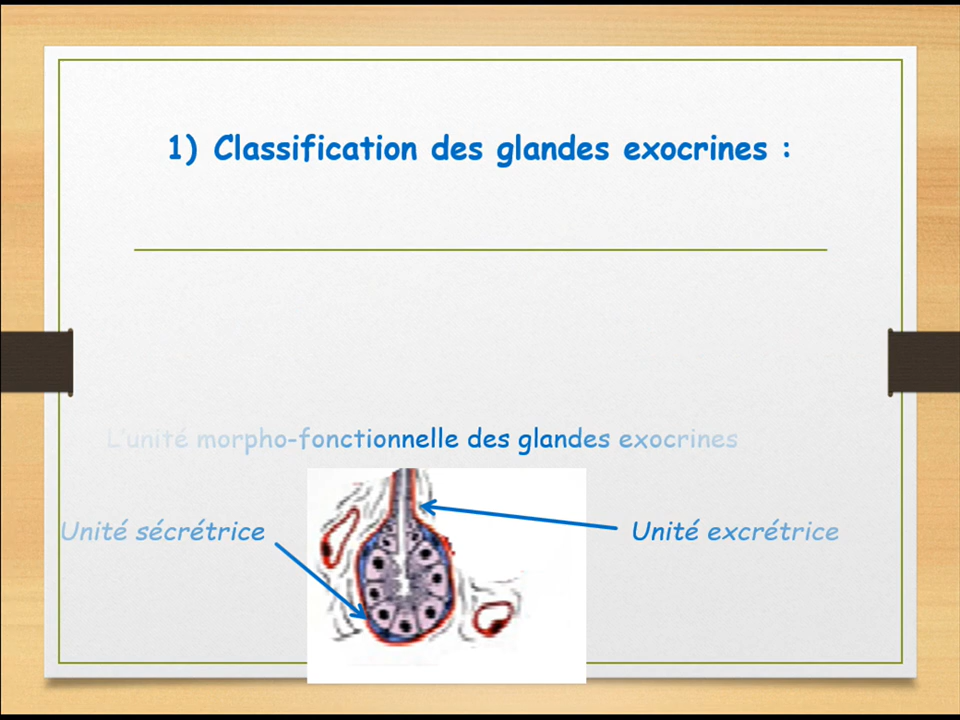 1) Classification des glandes exocrines :
L'unité morpho-fonctionnelle des glandes exocrines
Unité sécrétrice
Unité excrétrice